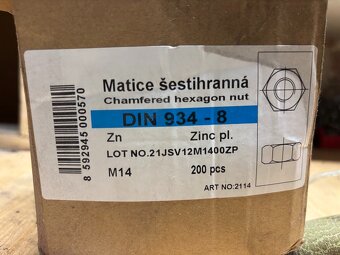 Matice šestihranná
Chamfered hexagon nut
DIN 934 - 8
Zn Zinc pl.
LOT NO.21JSV12M1400ZP
M14 200 pcs
ART NO:2114
8 592945 000570